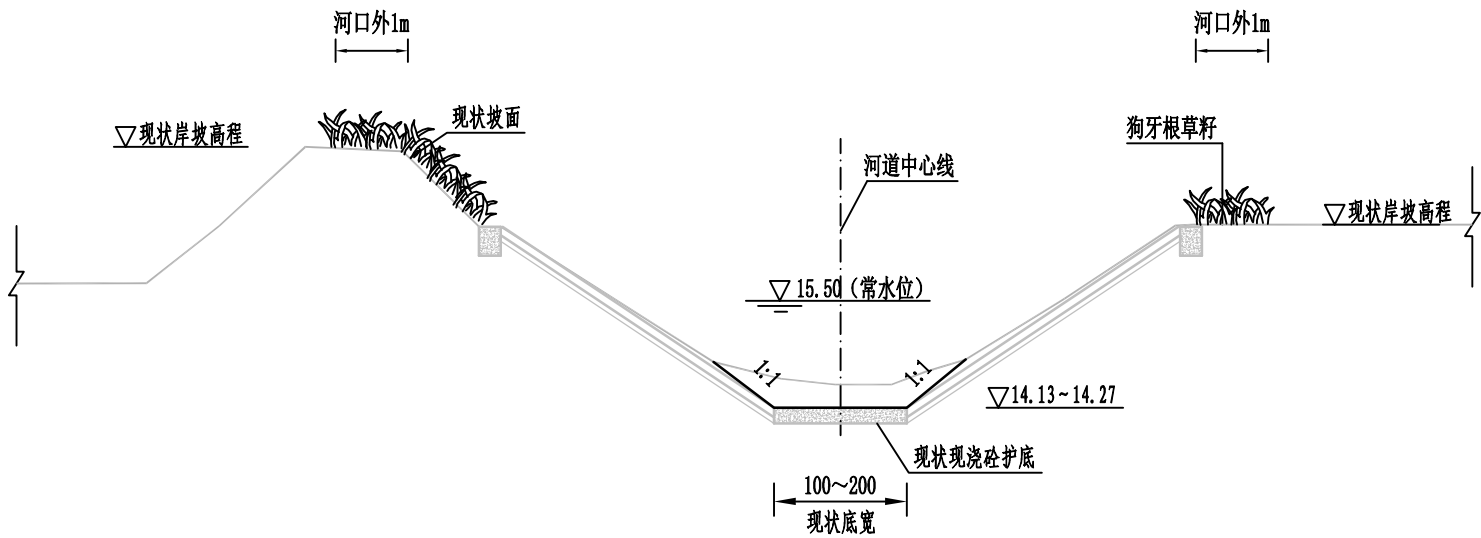 河口外1m
河口外1m
现状坡面
现状岸坡高程
狗牙根草籽
河道中心线
现状岸坡高程
15.50（常水位）
1:1
1:1
14.13~14.27
现状现浇砼护底
100~200
现状底宽